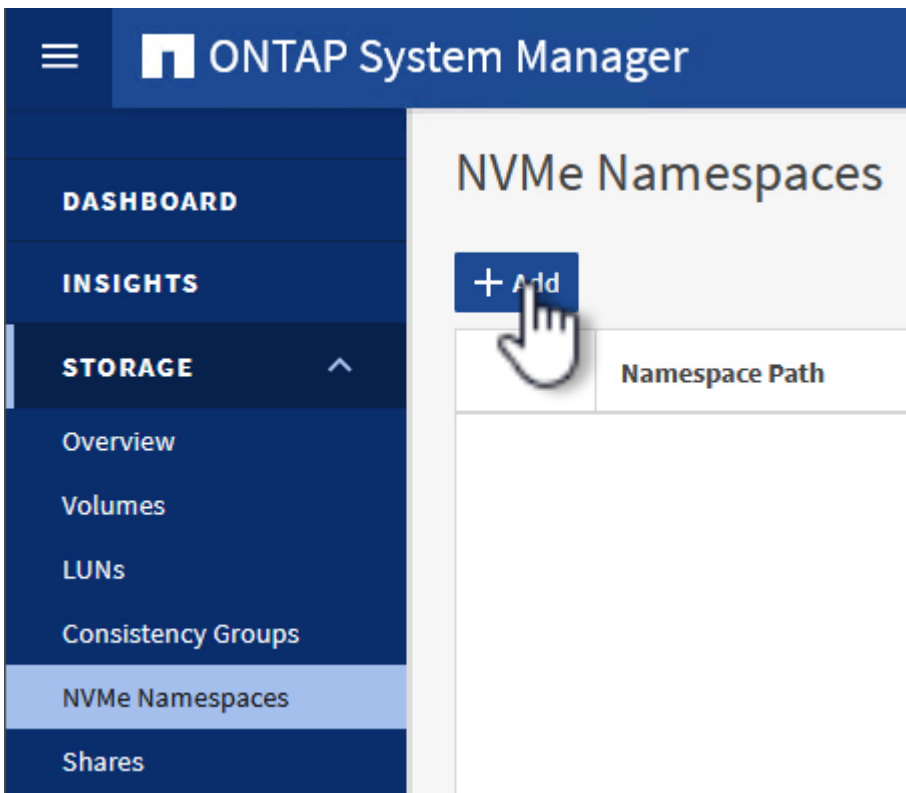 ONTAP System Manager
DASHBOARD
INSIGHTS
STORAGE
Overview
Volumes
LUNs
Consistency Groups
NVMe Namespaces
Shares
NVMe Namespaces
+ Add
Namespace Path